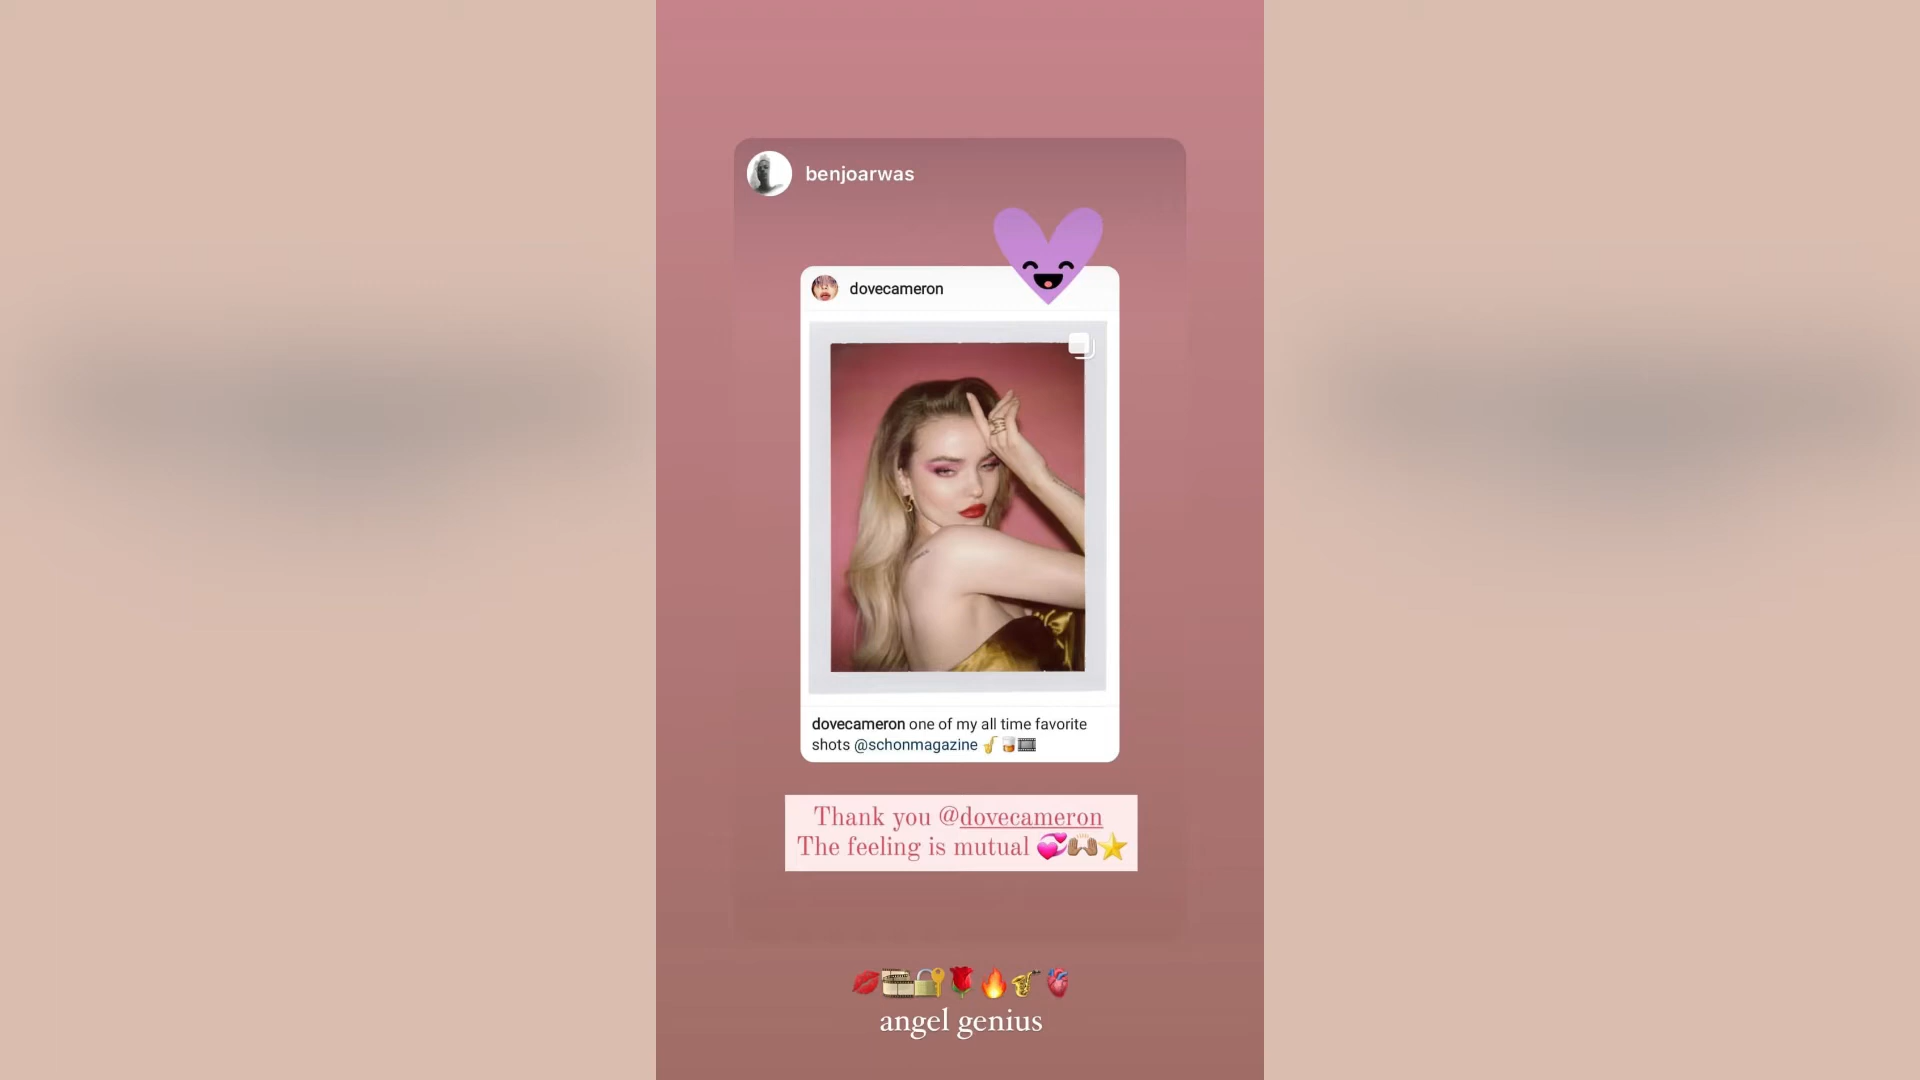 benjoarwas
dovecameron
dovecameron one of my all time favorite
shots @schonmagazine 🎷🥃🎞️
Thank you @dovecameron
The feeling is mutual 💞🙌🏽⭐
💋🎞️🔐🌹🔥🎷🫀
angel genius